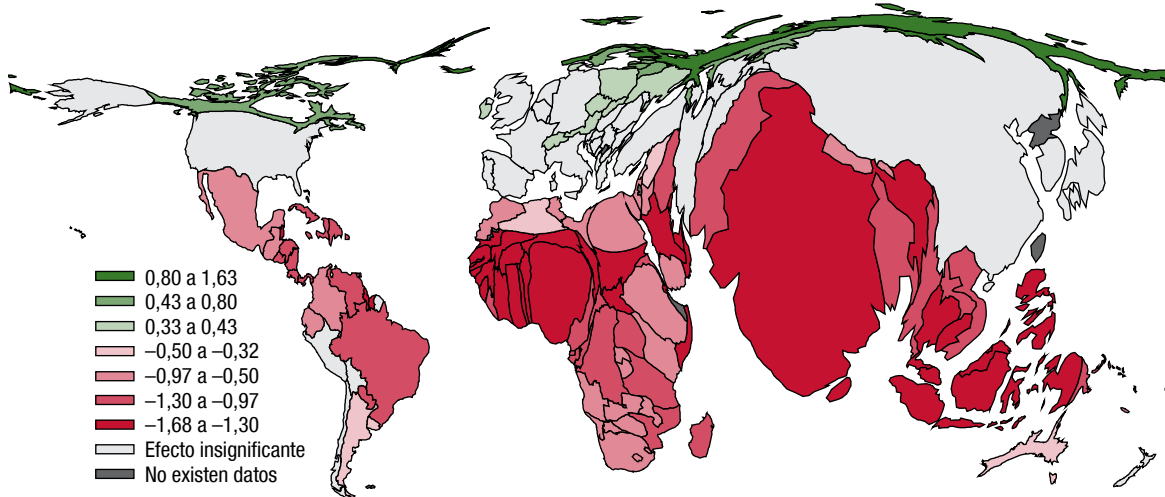 0,80 a 1,63
0,43 a 0,80
0,33 a 0,43
–0,50 a –0,32
–0,97 a –0,50
–1,30 a –0,97
–1,68 a –1,30
Efecto insignificante
No existen datos